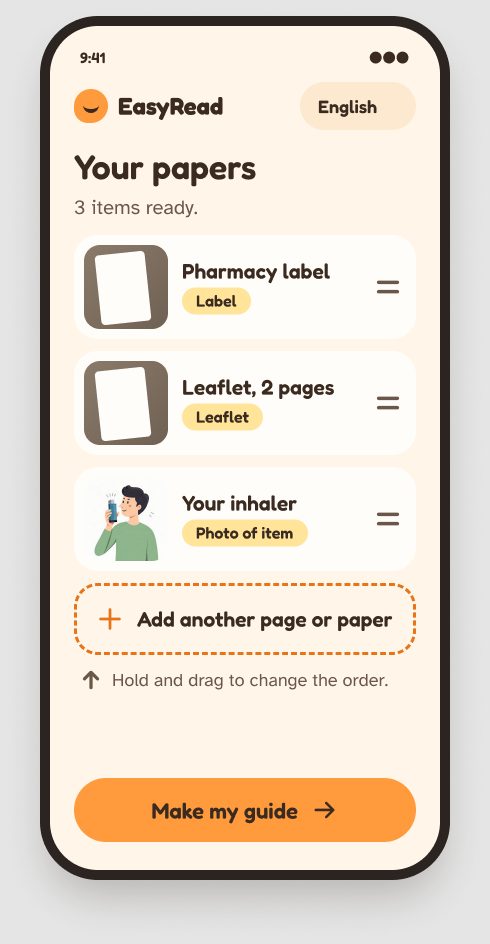 9:41
EasyRead
English
Your papers
3 items ready.
Pharmacy label
Label
Leaflet, 2 pages
Leaflet
Your inhaler
Photo of item
Add another page or paper
Hold and drag to change the order.
Make my guide